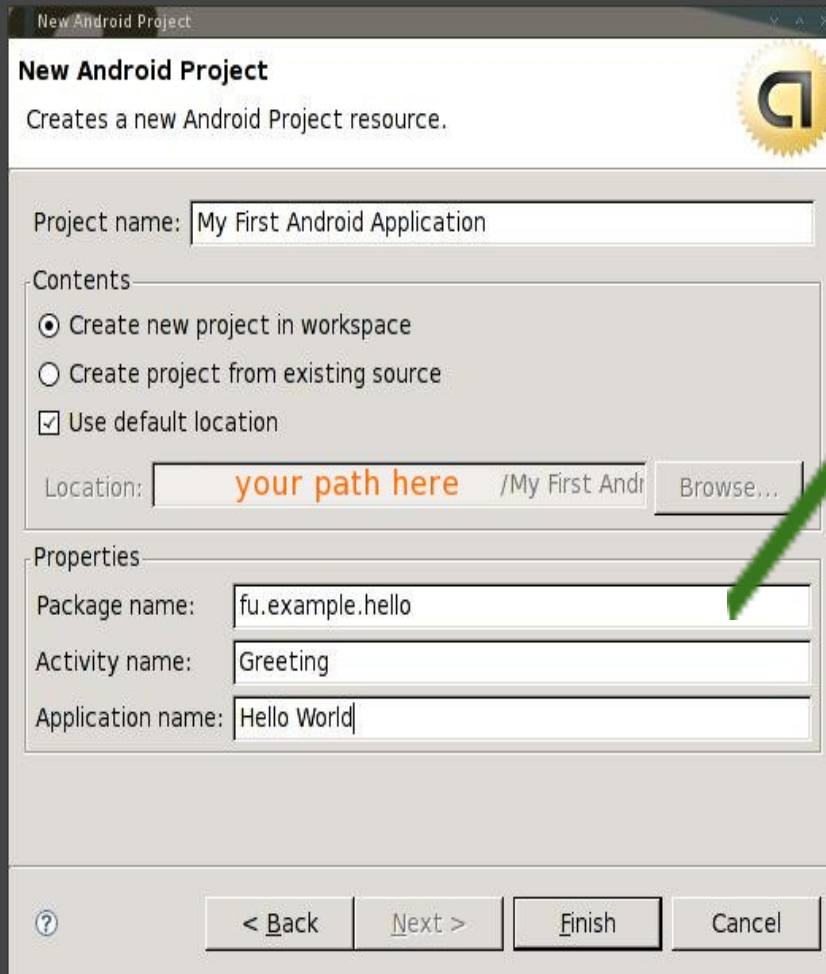 New Android Project
New Android Project
Creates a new Android Project resource.
Project name: My First Android Application
Contents
Create new project in workspace
Create project from existing source
Use default location
Location: your path here /My First Andr Browse...
Properties
Package name: fu.example.hello
Activity name: Greeting
Application name: Hello World
< Back Next > Finish Cancel